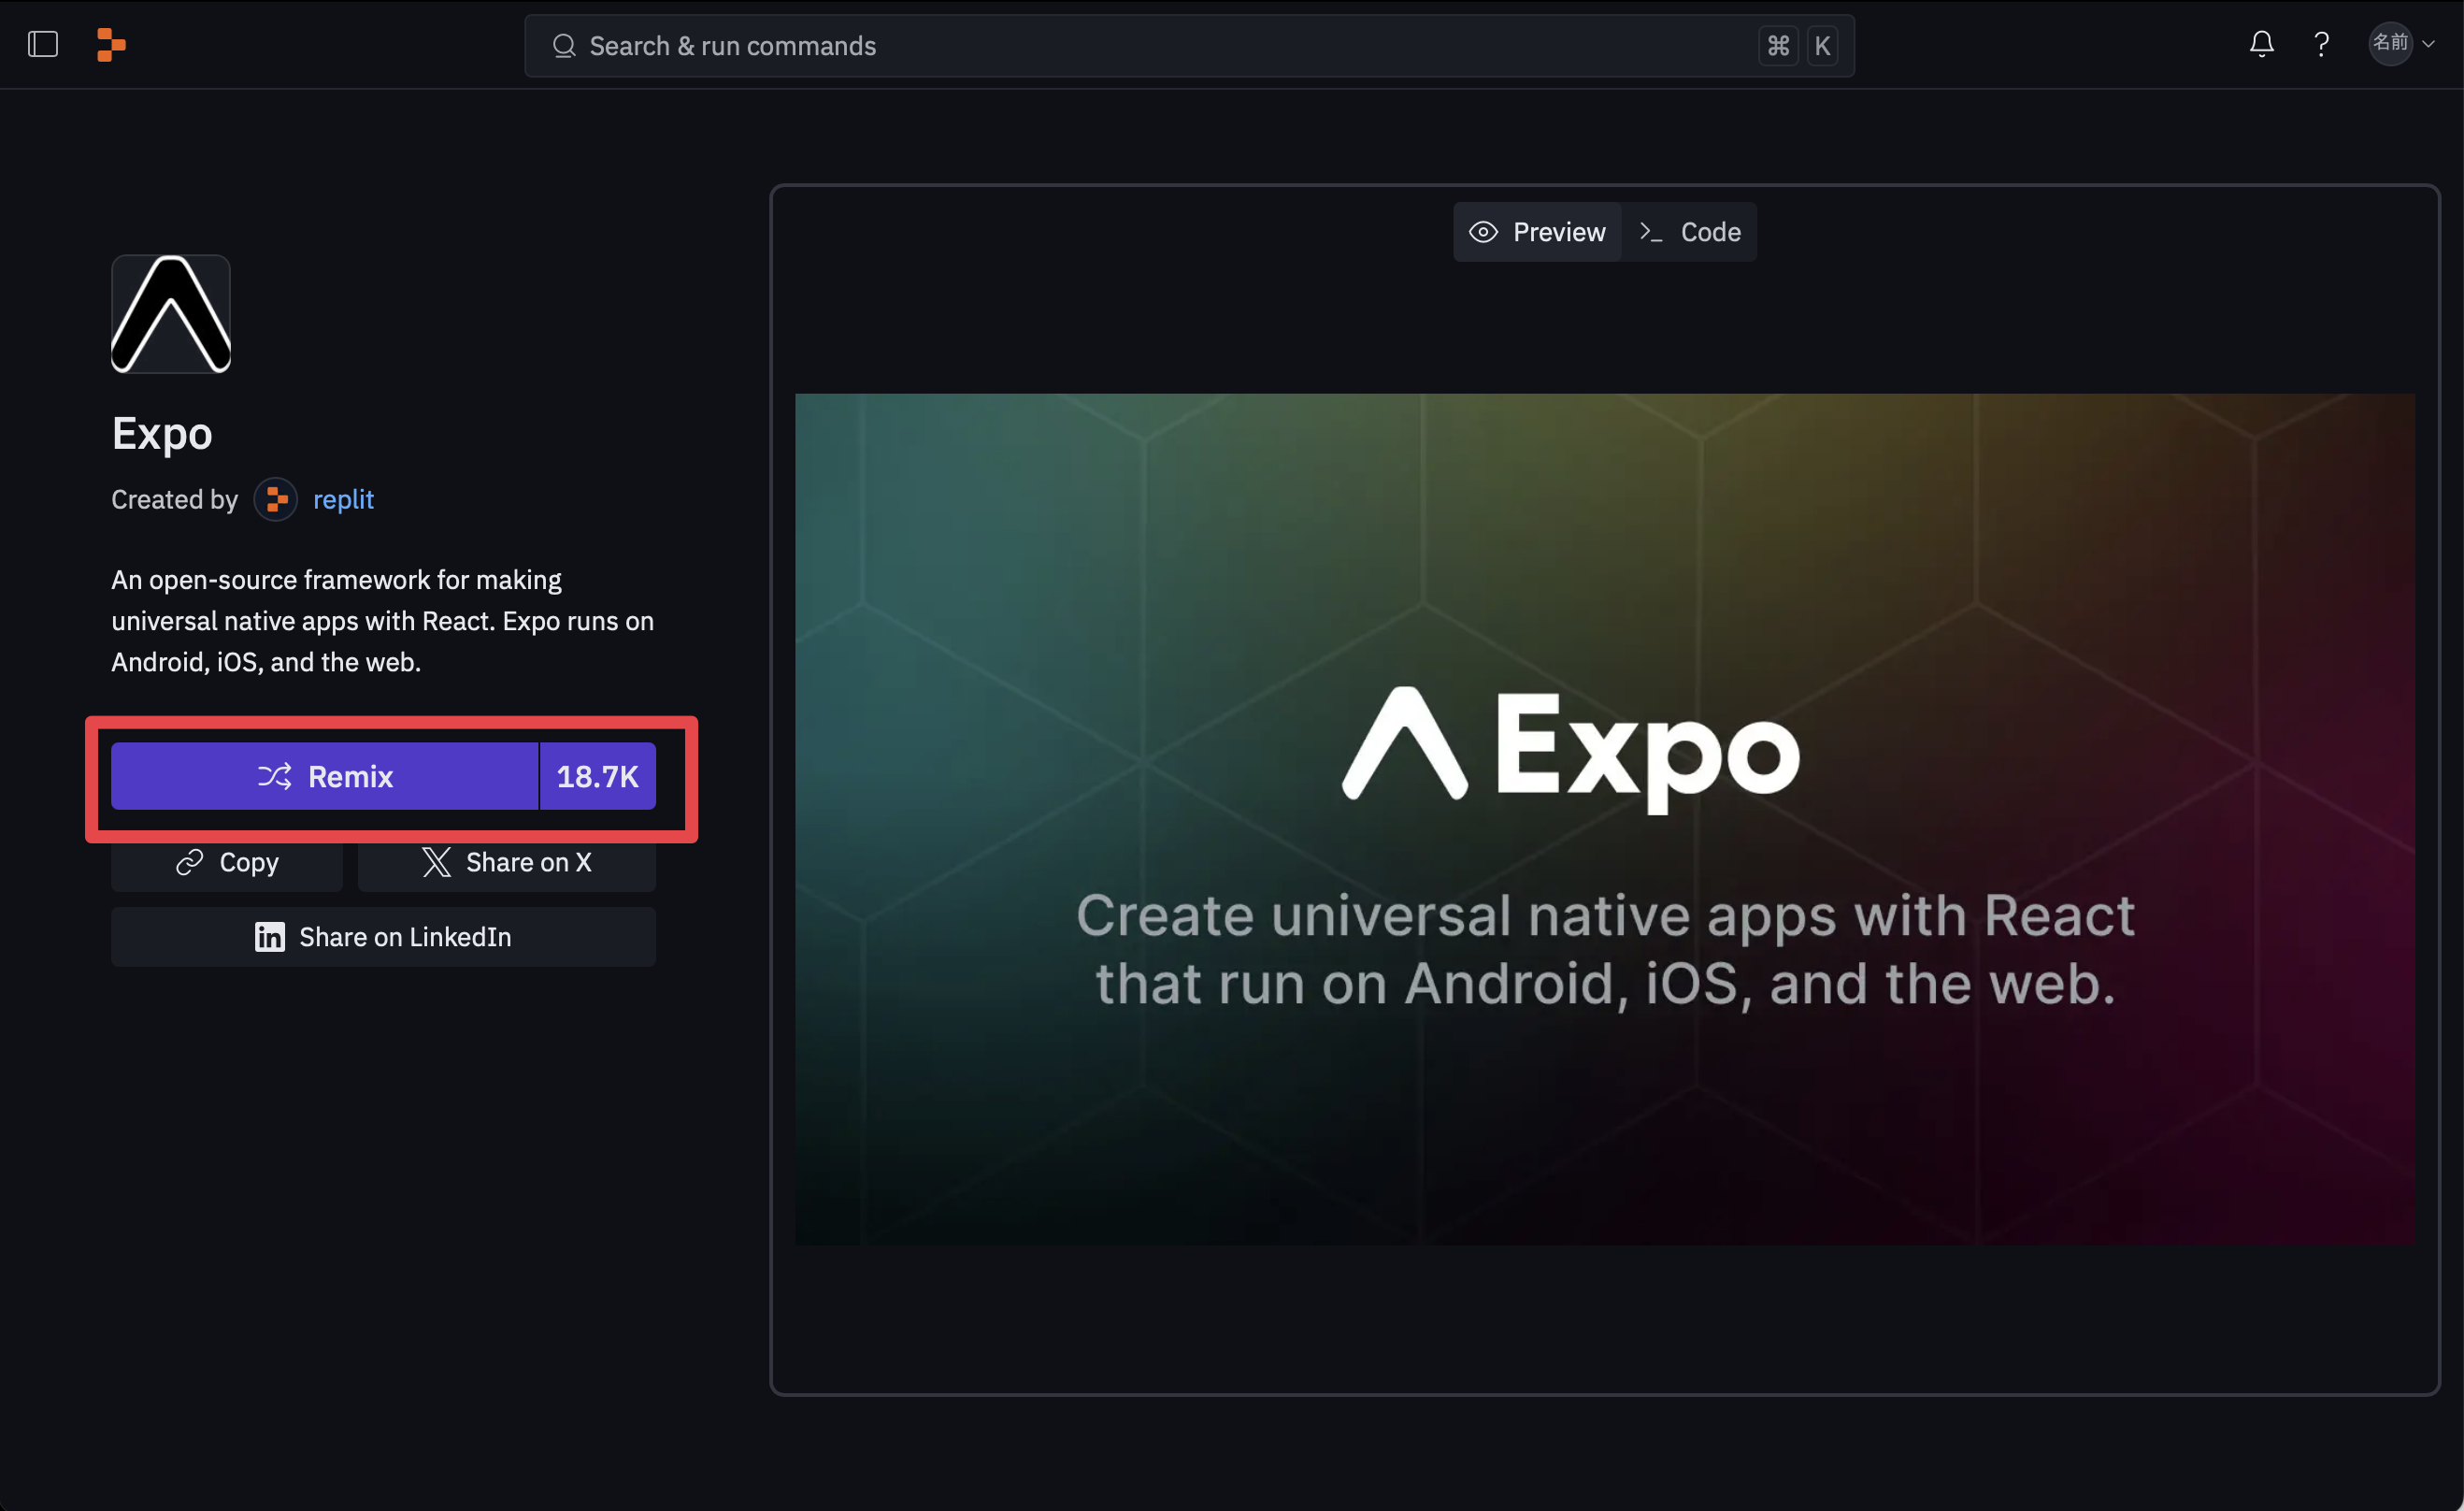 Search & run commands
⌘ K
名前
Preview
Code
Expo
Created by replit
An open-source framework for making
universal native apps with React. Expo runs on
Android, iOS, and the web.
Remix 18.7K
Copy
Share on X
Share on LinkedIn
Expo
Create universal native apps with React
that run on Android, iOS, and the web.